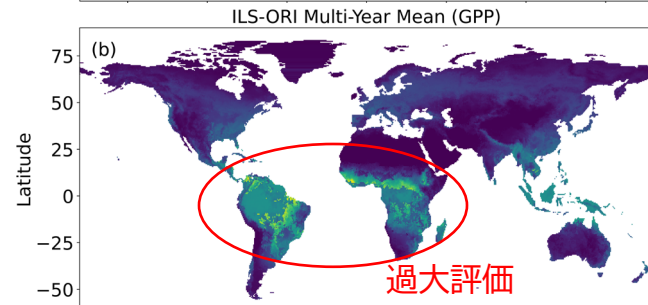 ILS-ORI Multi-Year Mean (GPP)
(b)
75
50
25
0
−25
−50
Latitude
過大評価